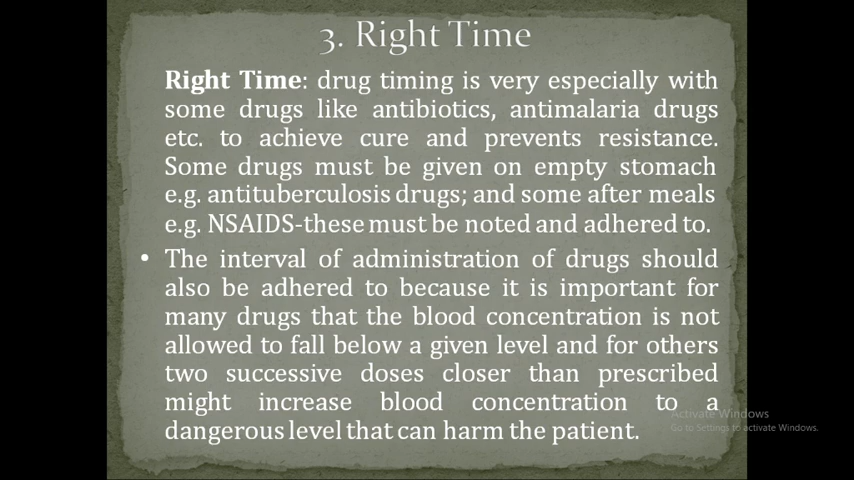 3. Right Time
Right Time: drug timing is very especially with
some drugs like antibiotics, antimalaria drugs
etc. to achieve cure and prevents resistance.
Some drugs must be given on empty stomach
e.g. antituberculosis drugs; and some after meals
e.g. NSAIDS-these must be noted and adhered to.
• The interval of administration of drugs should
also be adhered to because it is important for
many drugs that the blood concentration is not
allowed to fall below a given level and for others
two successive doses closer than prescribed
might increase blood concentration to a
dangerous level that can harm the patient.
Activate Windows
Go to Settings to activate Windows.